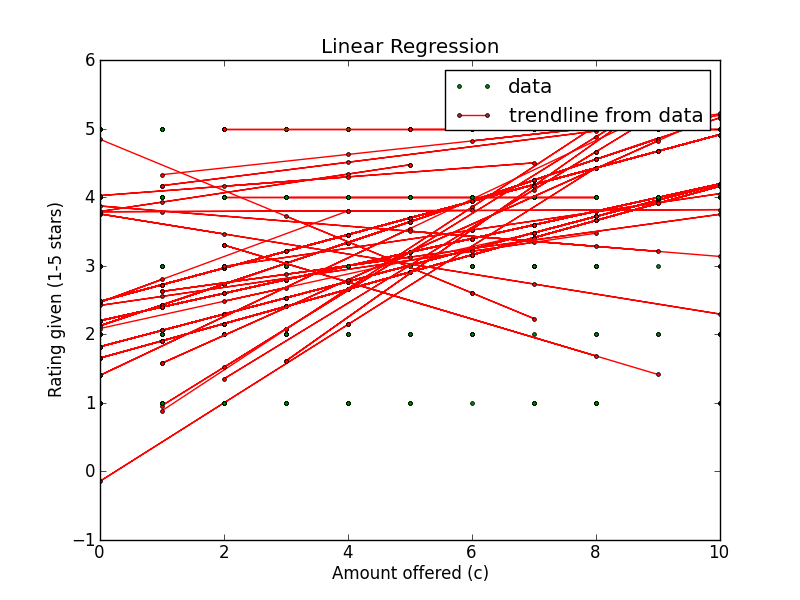 Linear Regression
data
trendline from data
Rating given (1-5 stars)
6
5
4
3
2
1
0
−1
0 2 4 6 8 10
Amount offered (c)